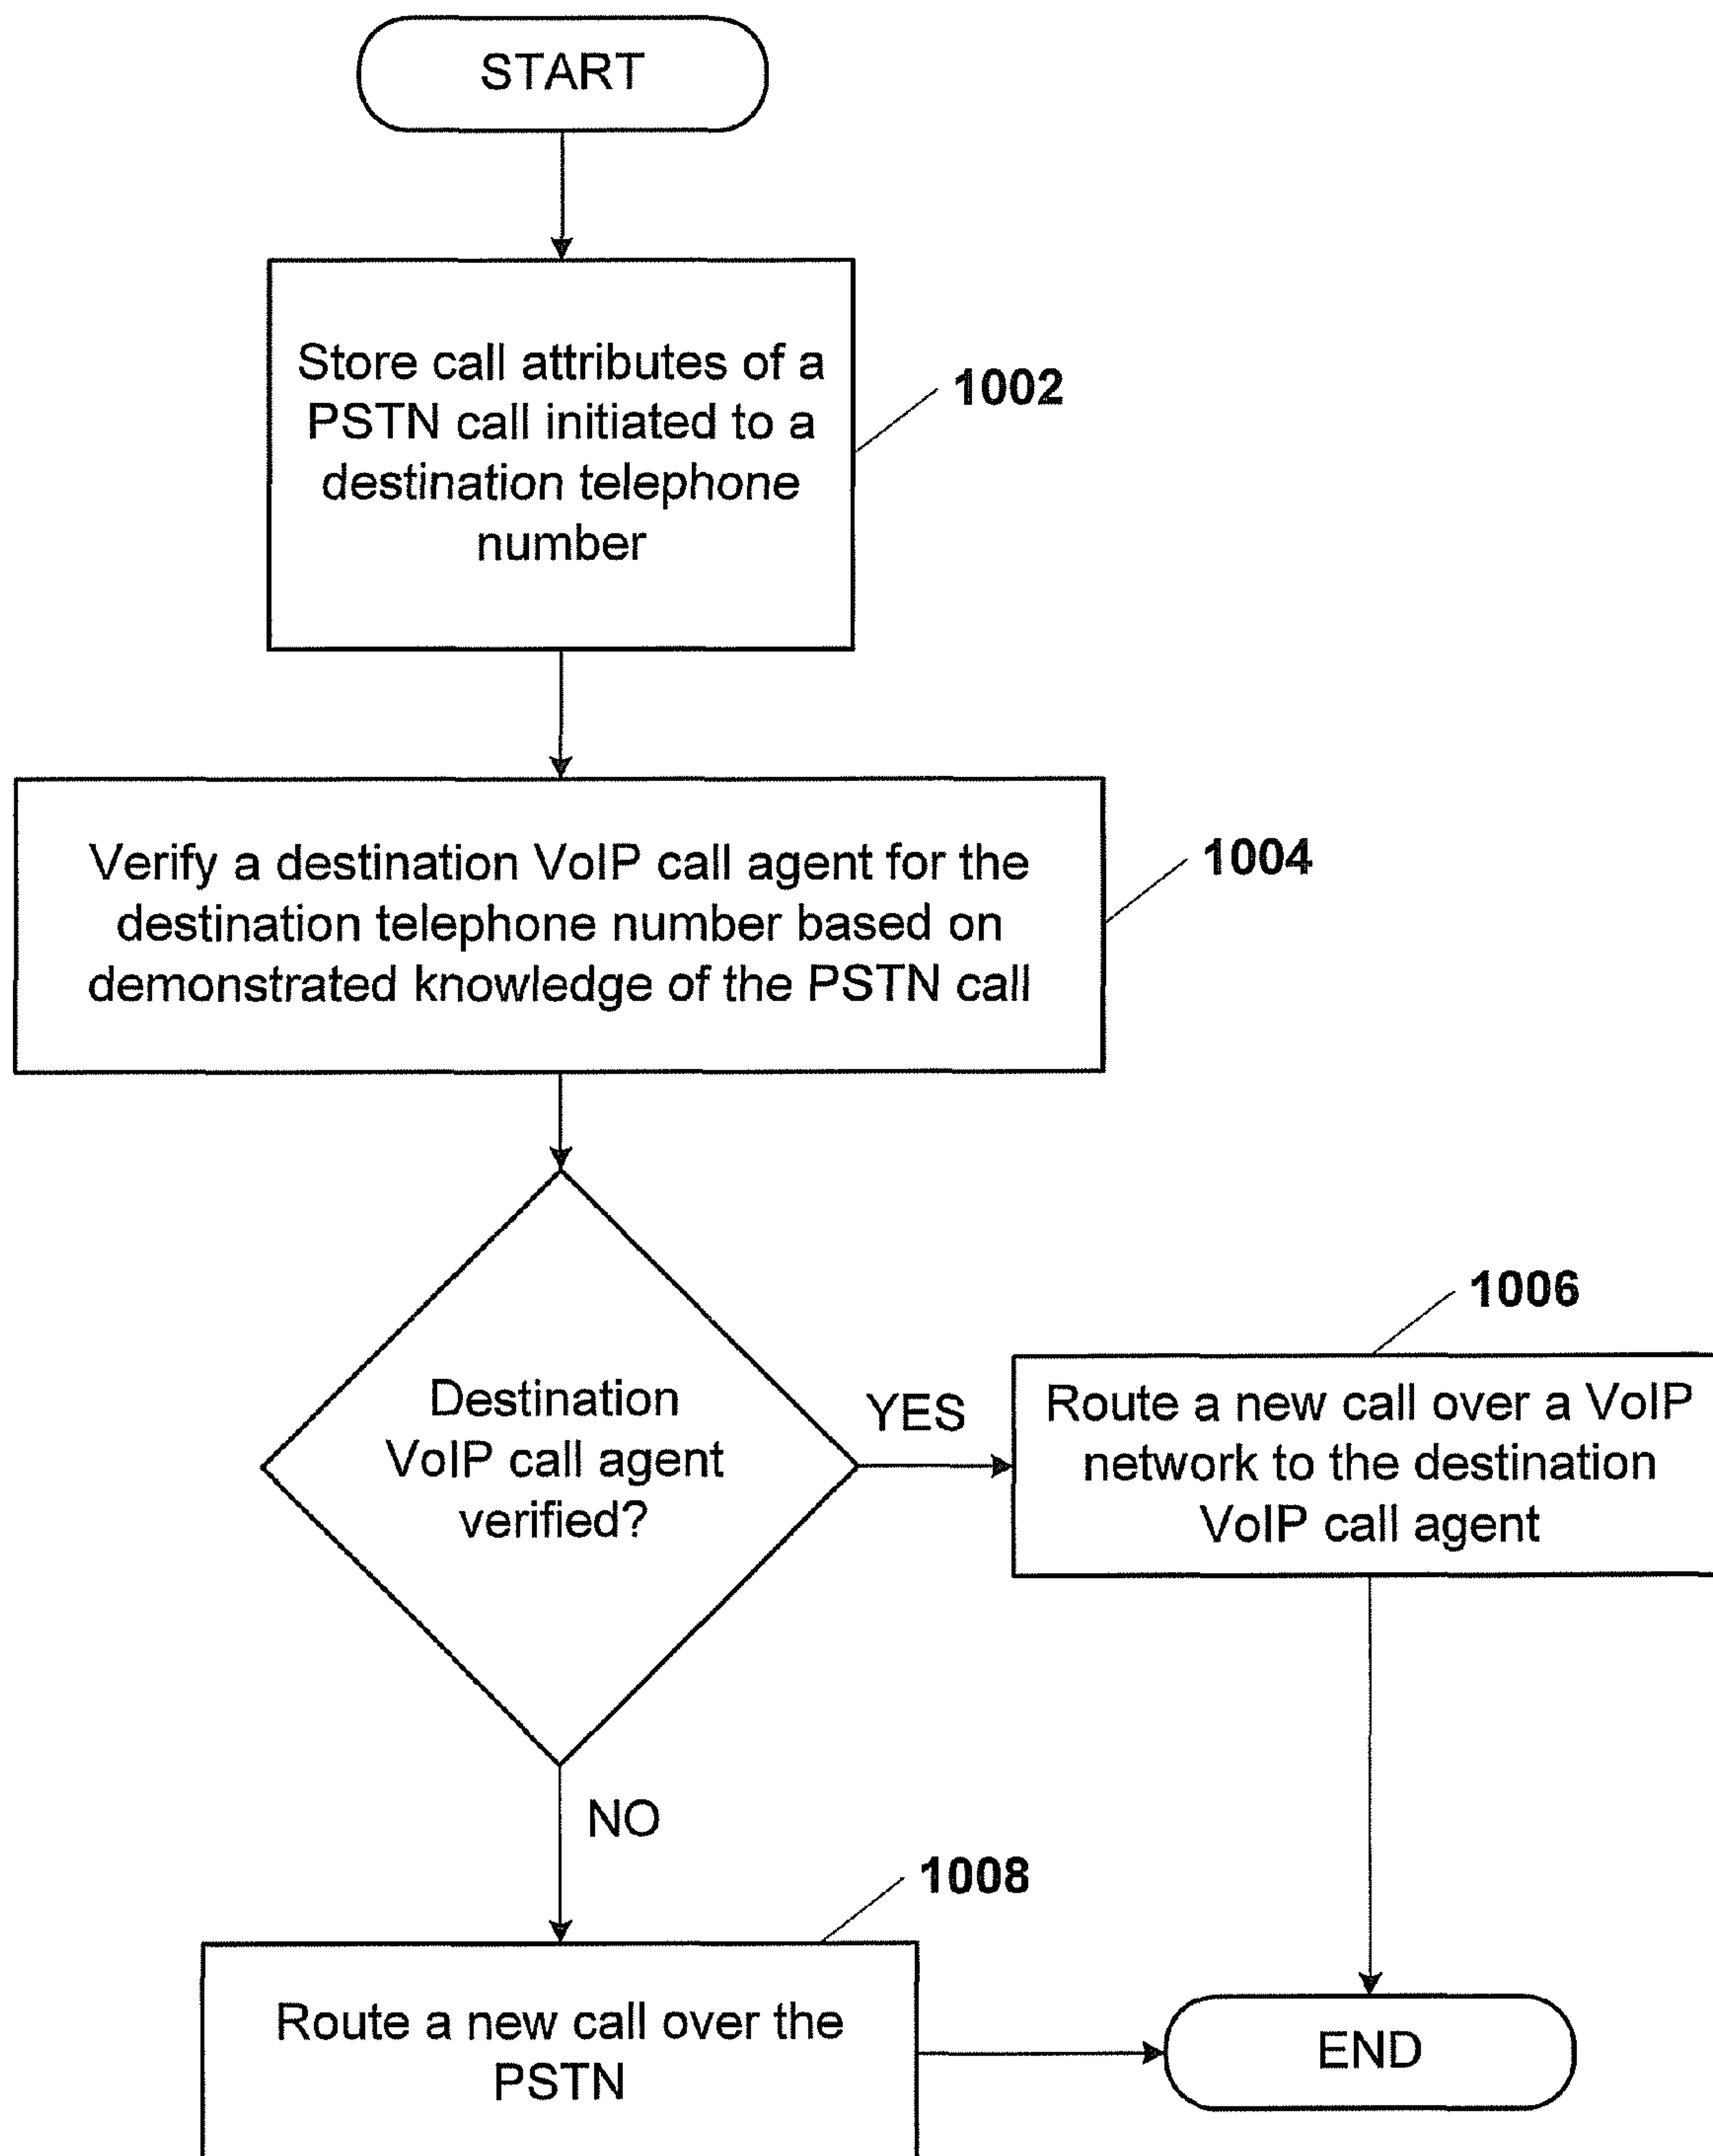 START
Store call attributes of a
PSTN call initiated to a
destination telephone
number
1002
Verify a destination VoIP call agent for the
destination telephone number based on
demonstrated knowledge of the PSTN call
1004
Destination
VoIP call agent
verified?
YES
1006
Route a new call over a VoIP
network to the destination
VoIP call agent
NO
1008
Route a new call over the
PSTN
END